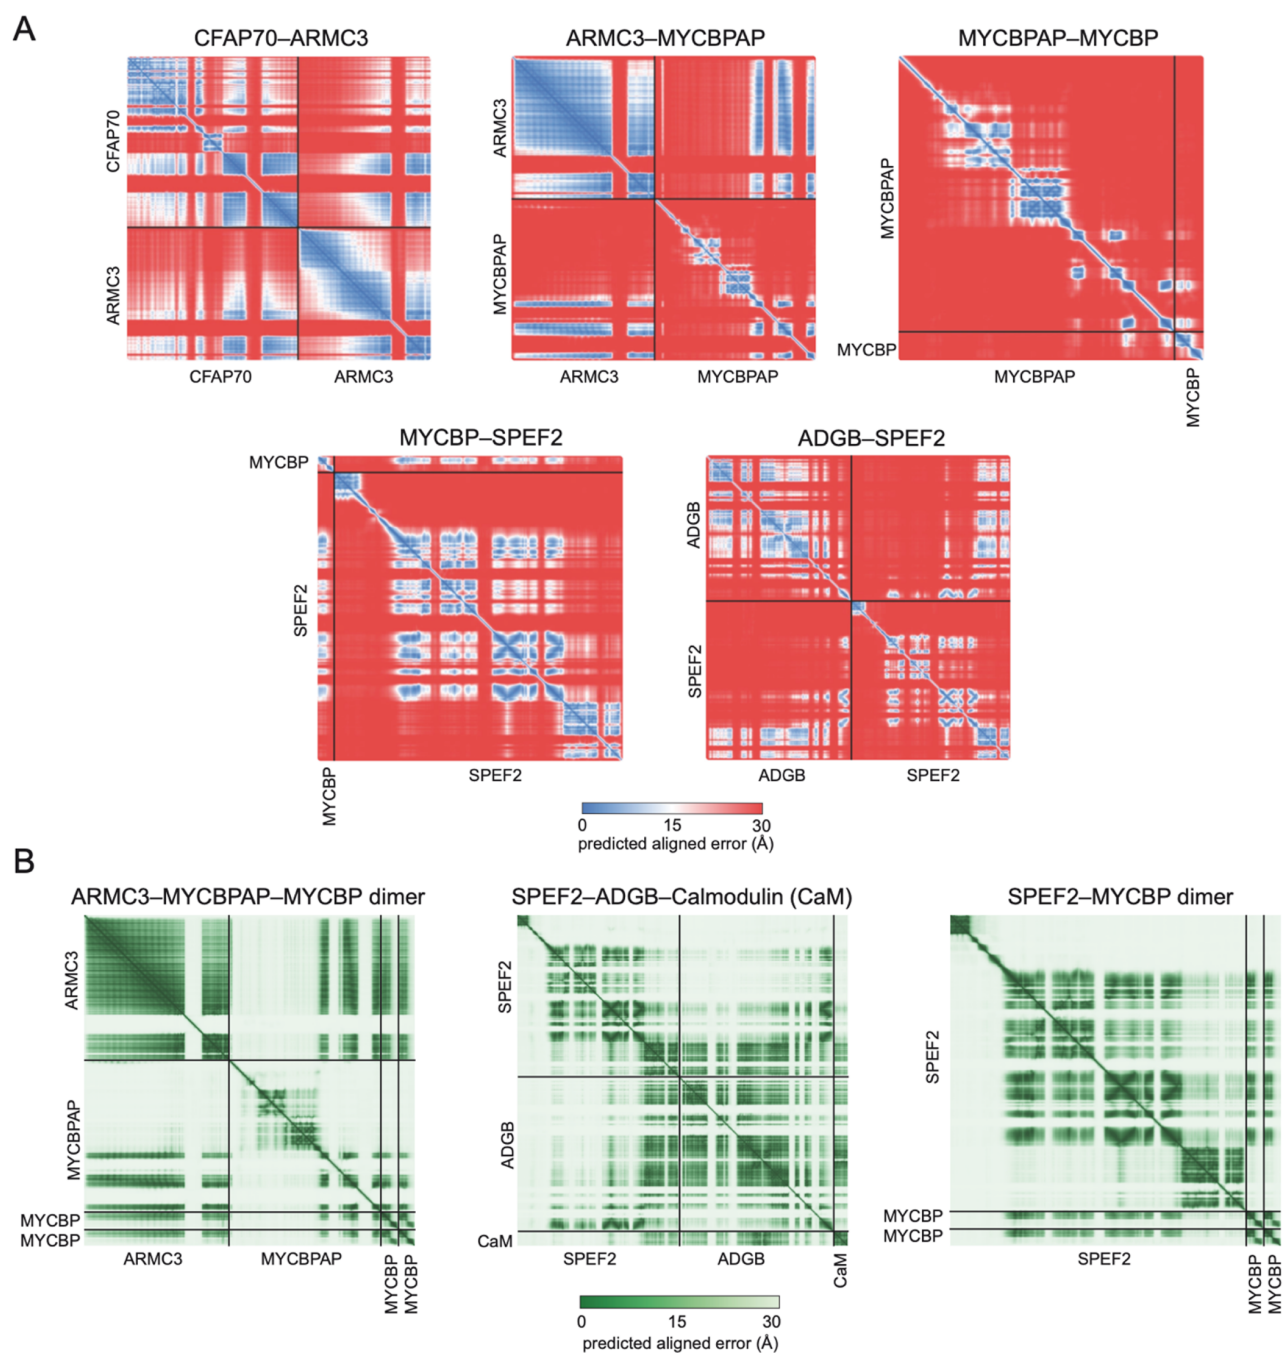 A
CFAP70–ARMC3
ARMC3–MYCBPAP
MYCBPAP–MYCBP
CFAP70
ARMC3
CFAP70
ARMC3
ARMC3
MYCBPAP
ARMC3
MYCBPAP
MYCBPAP
MYCBP
MYCBPAP
MYCBP
MYCBP–SPEF2
ADGB–SPEF2
MYCBP
SPEF2
MYCBP
SPEF2
ADGB
SPEF2
ADGB
SPEF2
0 15 30
predicted aligned error (Å)
B
ARMC3–MYCBPAP–MYCBP dimer
SPEF2–ADGB–Calmodulin (CaM)
SPEF2–MYCBP dimer
ARMC3
MYCBPAP
MYCBP
MYCBP
ARMC3
MYCBPAP
MYCBP
MYCBP
SPEF2
ADGB
CaM
SPEF2
ADGB
CaM
SPEF2
MYCBP
MYCBP
SPEF2
MYCBP
MYCBP
0 15 30
predicted aligned error (Å)